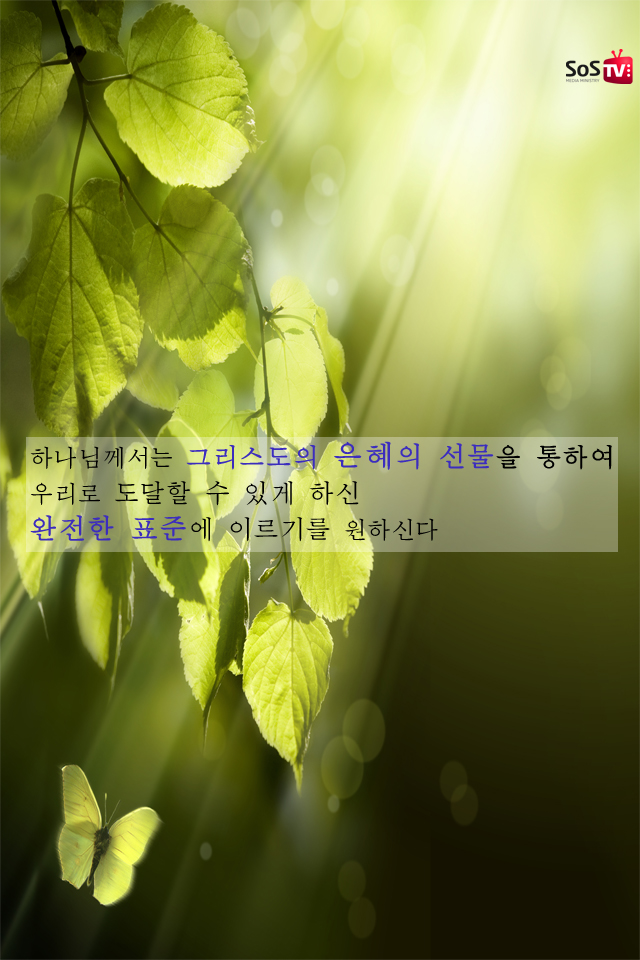 SoS TV
MEDIA MINISTRY
하나님께서는 그리스도의 은혜의 선물을 통하여
우리로 도달할 수 있게 하신
완전한 표준에 이르기를 원하신다